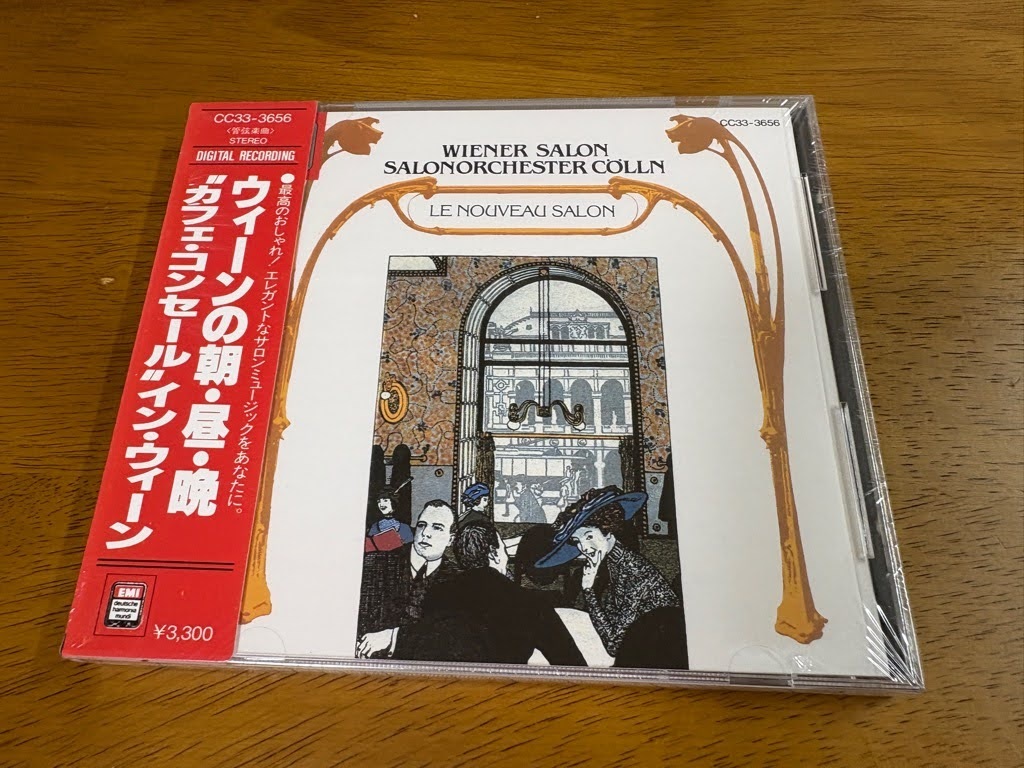 CC33-3656
〈管弦楽曲〉
STEREO
DIGITAL RECORDING
●最高のおしゃれ! エレガントなサロンミュージックをあなたに。
ウィーンの朝・昼・晩
"カフェ・コンセール"イン・ウィーン
EMI
deutsche
harmonia
mundi
¥3,300
CC33-3656
WIENER SALON
SALONORCHESTER CÖLLN
LE NOUVEAU SALON